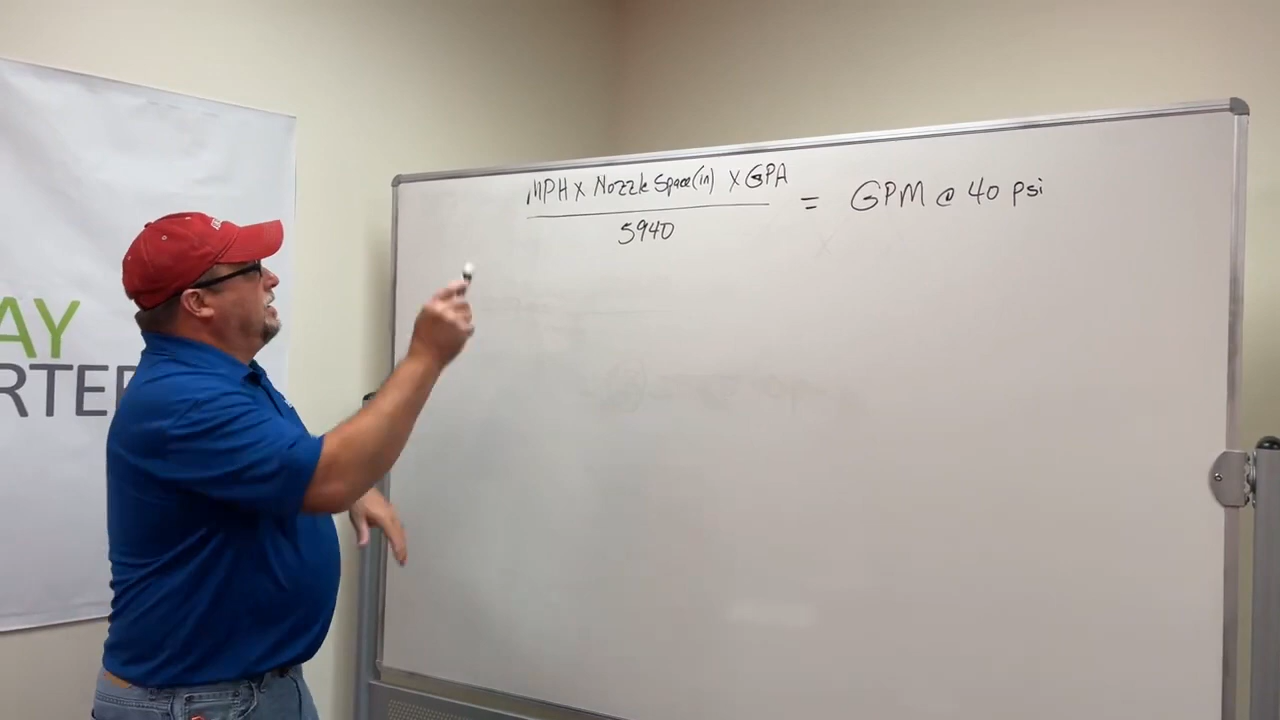 AY
RTER
MPH x Nozzle Space(in) x GPA
5940
= GPM @ 40 psi